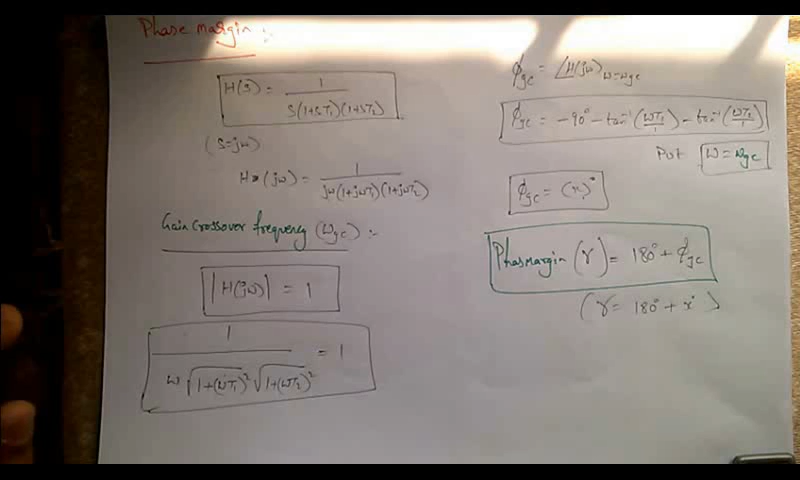 Phase margin :-
H(s) = 1 / S(1+sT₁)(1+sT₂)
(s=jω)
H(jω) = 1 / jω(1+jωT₁)(1+jωT₂)
Gain crossover frequency (ωgc) :-
|H(jω)| = 1
1 / ω√1+(ωT₁)² √1+(ωT₂)² = 1
ϕgc = ∠H(jω) ω=ωgc
ϕgc = -90° - tan⁻¹(ωT₁/1) - tan⁻¹(ωT₂/1)
Put ω = ωgc
ϕgc = (x)°
Phasmargin (γ) = 180° + ϕgc
(γ = 180° + x°)